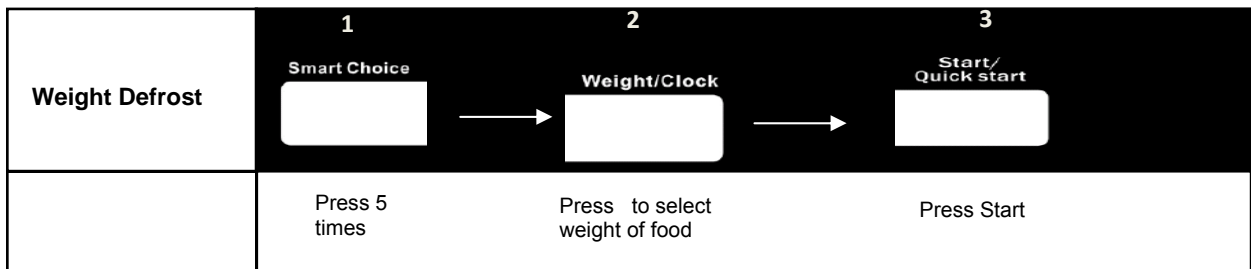 1
2
3
Weight Defrost
Smart Choice
Weight/Clock
Start/
Quick start
Press 5
times
Press to select
weight of food
Press Start